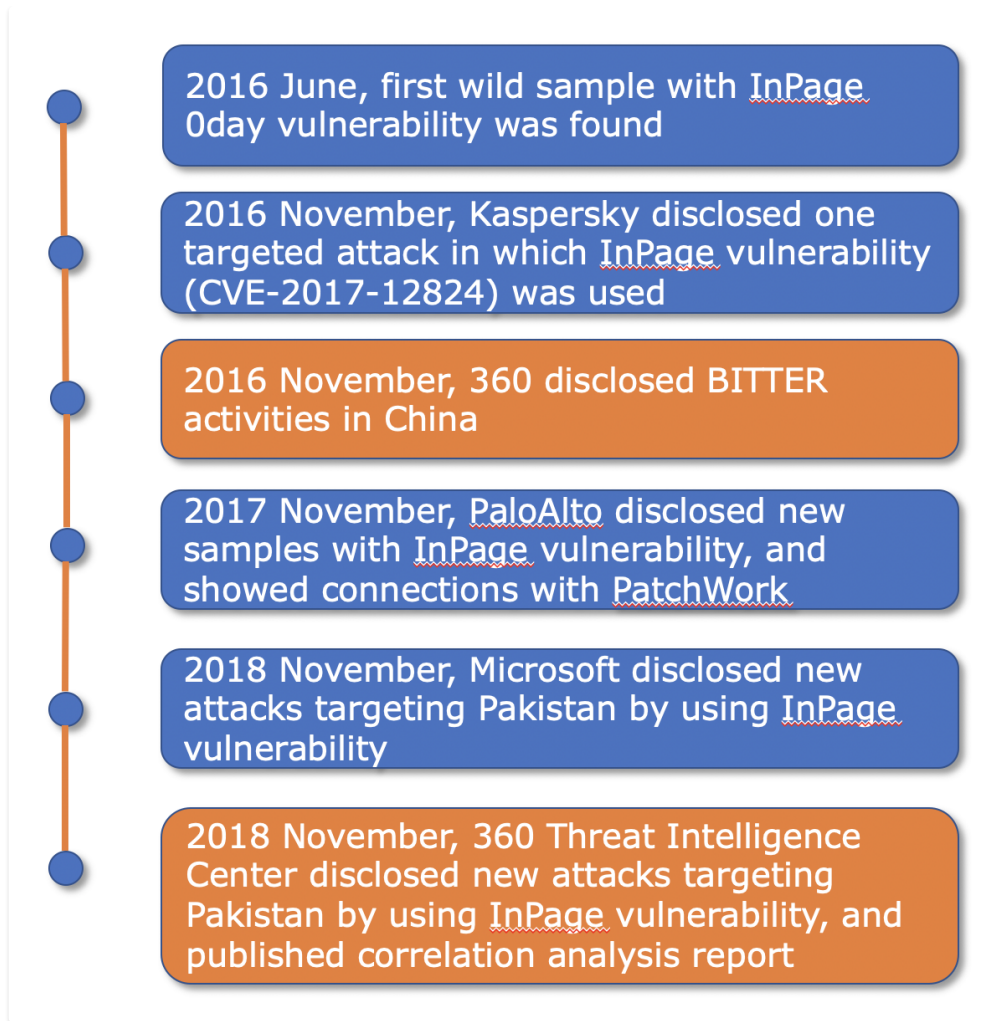 2016 June, first wild sample with InPage
0day vulnerability was found
2016 November, Kaspersky disclosed one
targeted attack in which InPage vulnerability
(CVE-2017-12824) was used
2016 November, 360 disclosed BITTER
activities in China
2017 November, PaloAlto disclosed new
samples with InPage vulnerability, and
showed connections with PatchWork
2018 November, Microsoft disclosed new
attacks targeting Pakistan by using InPage
vulnerability
2018 November, 360 Threat Intelligence
Center disclosed new attacks targeting
Pakistan by using InPage vulnerability, and
published correlation analysis report